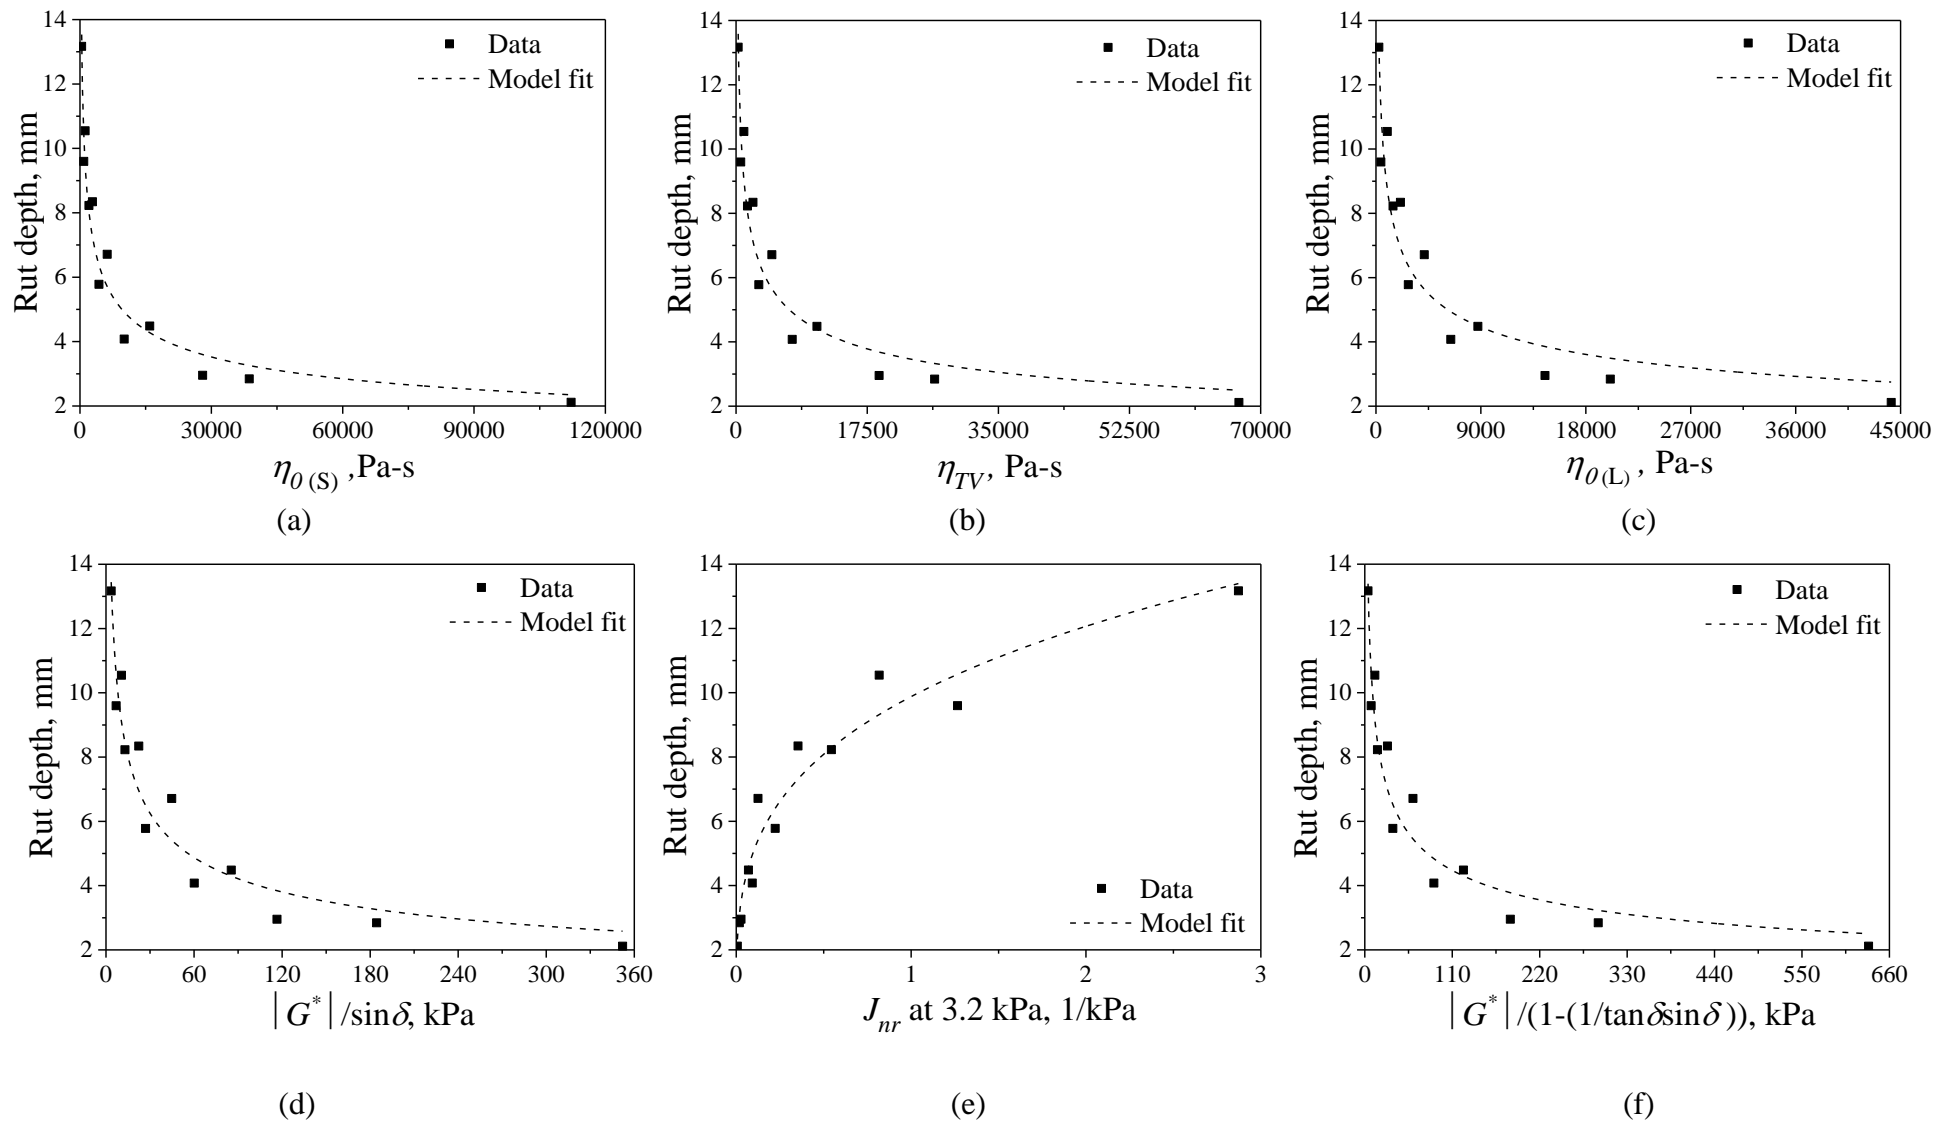 14
12
10
8
6
4
2
Rut depth, mm
Data
Model fit
0 30000 60000 90000 120000
η0 (S) ,Pa-s
(a)
14
12
10
8
6
4
2
Rut depth, mm
Data
Model fit
0 17500 35000 52500 70000
ηTV, Pa-s
(b)
14
12
10
8
6
4
2
Rut depth, mm
Data
Model fit
0 9000 18000 27000 36000 45000
η0(L) , Pa-s
(c)
14
12
10
8
6
4
2
Rut depth, mm
Data
Model fit
0 60 120 180 240 300 360
|G*|/sinδ, kPa
(d)
14
12
10
8
6
4
2
Rut depth, mm
Data
Model fit
0 1 2 3
Jnr at 3.2 kPa, 1/kPa
(e)
14
12
10
8
6
4
2
Rut depth, mm
Data
Model fit
0 110 220 330 440 550 660
|G*|/(1-(1/tanδsinδ)), kPa
(f)